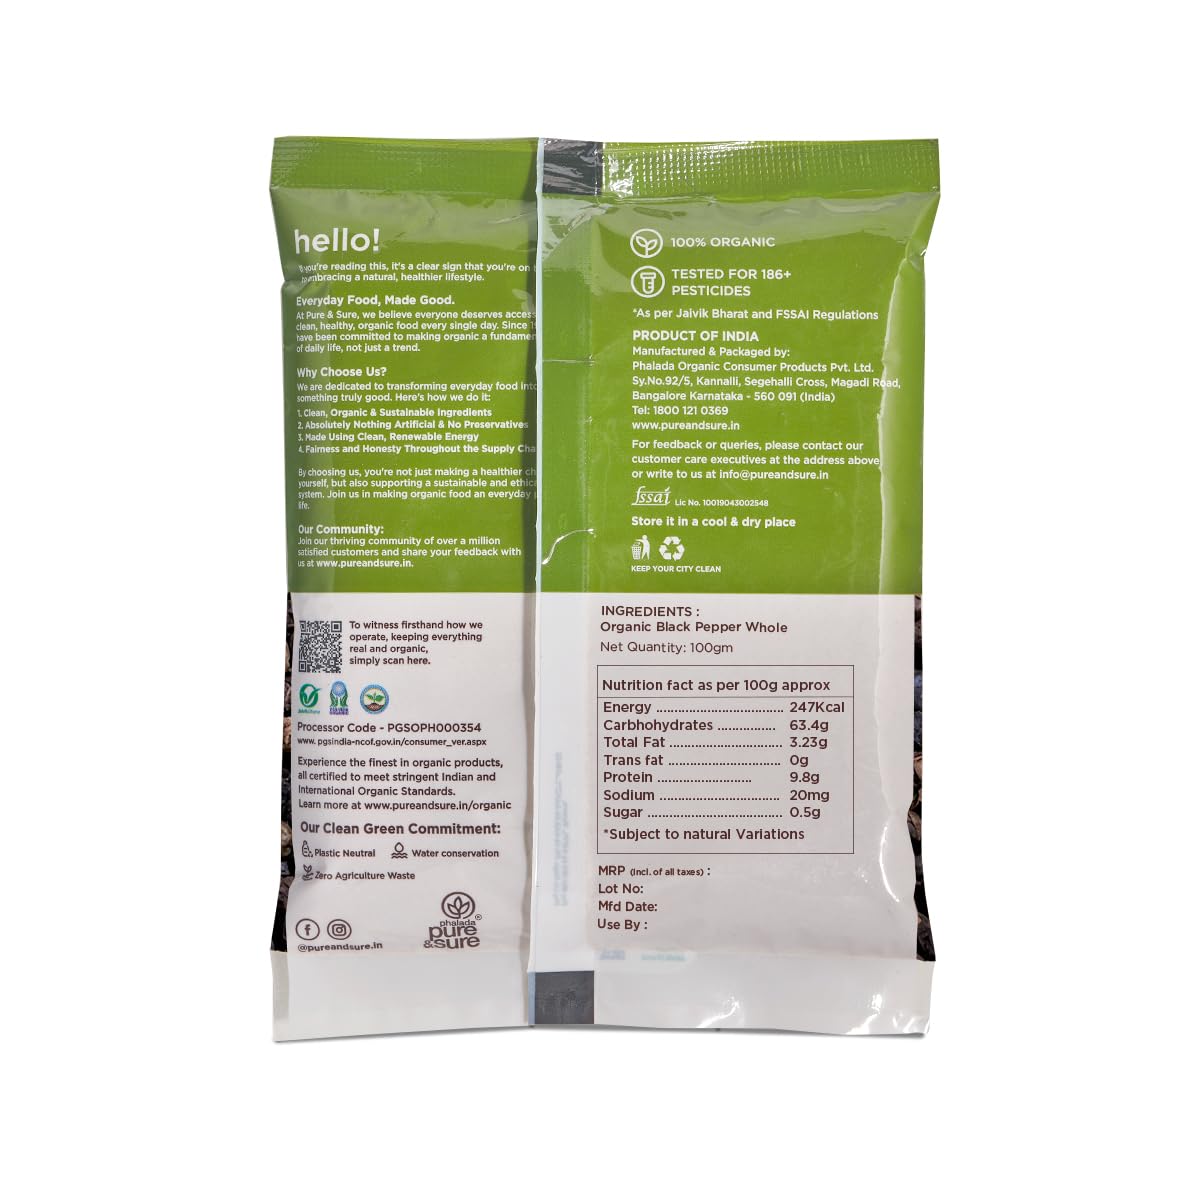 hello!
you're reading this, it's a clear sign that you're on
embracing a natural, healthier lifestyle.
Everyday Food, Made Good.
At Pure & Sure, we believe everyone deserves access
clean, healthy, organic food every single day. Since
have been committed to making organic a
of daily life, not just a trend.
Why Choose Us?
We are dedicated to transforming everyday food into
something truly good. Here's how we do it:
1. Clean, Organic & Sustainable Ingredients
2. Absolutely Nothing Artificial & No Preservatives
3. Made Using Clean, Renewable Energy
4. Fairness and Honesty Throughout the Supply
By choosing us, you're not just making a healthier
yourself, but also supporting a sustainable and
system. Join us in making organic food an everyday
life.
Our Community:
Join our thriving community of over a million
satisfied customers and share your feedback with
us at www.pureandsure.in.
To witness firsthand how we
operate, keeping everything
real and organic,
simply scan here.
Processor Code - PGSOPH000354
www. pgsindia-ncof.gov.in/consumer_ver.aspx
Experience the finest in organic products,
all certified to meet stringent Indian and
International Organic Standards.
Learn more at www.pureandsure.in/organic
Our Clean Green Commitment:
Plastic Neutral
Water conservation
Zero Agriculture Waste
@pureandsure.in
phalada
pure
&sure®
100% ORGANIC
TESTED FOR 186+
PESTICIDES
*As per Jaivik Bharat and FSSAI Regulations
PRODUCT OF INDIA
Manufactured & Packaged by:
Phalada Organic Consumer Products Pvt. Ltd.
Sy.No.92/5, Kannalli, Segehalli Cross, Magadi Road,
Bangalore Karnataka - 560 091 (India)
Tel: 1800 121 0369
www.pureandsure.in
For feedback or queries, please contact our
customer care executives at the address above
or write to us at info@pureandsure.in
fssai Lic No. 10019043002548
Store it in a cool & dry place
KEEP YOUR CITY CLEAN
INGREDIENTS :
Organic Black Pepper Whole
Net Quantity: 100gm
Nutrition fact as per 100g approx
Energy ........................... 247Kcal
Carbhohydrates .............. 63.4g
Total Fat ........................ 3.23g
Trans fat ........................ 0g
Protein .................... 9.8g
Sodium .......................... 20mg
Sugar ............................. 0.5g
*Subject to natural Variations
MRP (Incl. of all taxes) :
Lot No:
Mfd Date:
Use By :